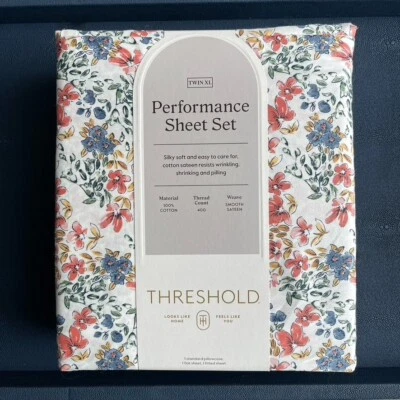 TWIN XL
Performance
Sheet Set
Silky soft and easy to care for,
cotton sateen resists wrinkling,
shrinking and pilling
Material Thread Count Weave
100% COTTON 400 SMOOTH SATEEN
THRESHOLD
LOOKS LIKE HOME FEELS LIKE YOU